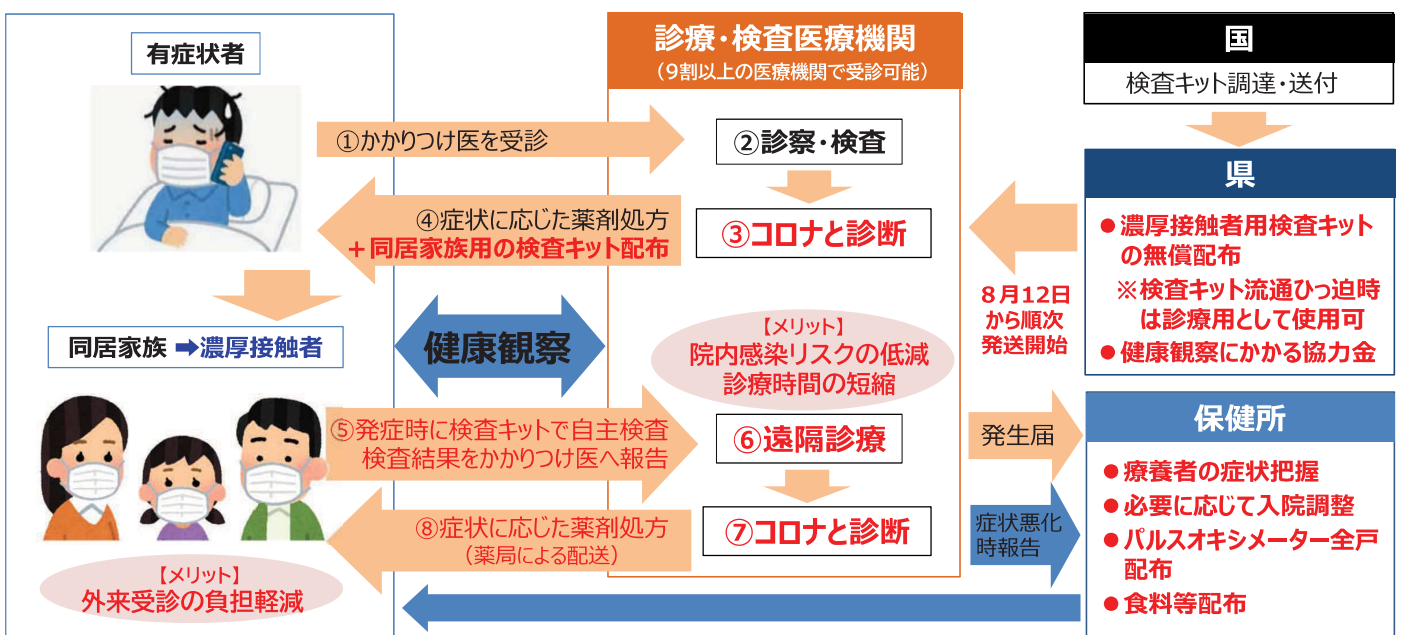 有症状者
①かかりつけ医を受診
④症状に応じた薬剤処方
+同居家族用の検査キット配布
同居家族 ➡濃厚接触者
健康観察
⑤発症時に検査キットで自主検査
検査結果をかかりつけ医へ報告
⑧症状に応じた薬剤処方
(薬局による配送)
【メリット】
外来受診の負担軽減
診療・検査医療機関
(9割以上の医療機関で受診可能)
②診察・検査
③コロナと診断
【メリット】
院内感染リスクの低減
診療時間の短縮
⑥遠隔診療
⑦コロナと診断
国
検査キット調達・送付
県
●濃厚接触者用検査キット
の無償配布
※検査キット流通ひっ迫時
は診療用として使用可
●健康観察にかかる協力金
8月12日
から順次
発送開始
発生届
症状悪化
時報告
保健所
●療養者の症状把握
●必要に応じて入院調整
●パルスオキシメーター全戸
配布
●食料等配布